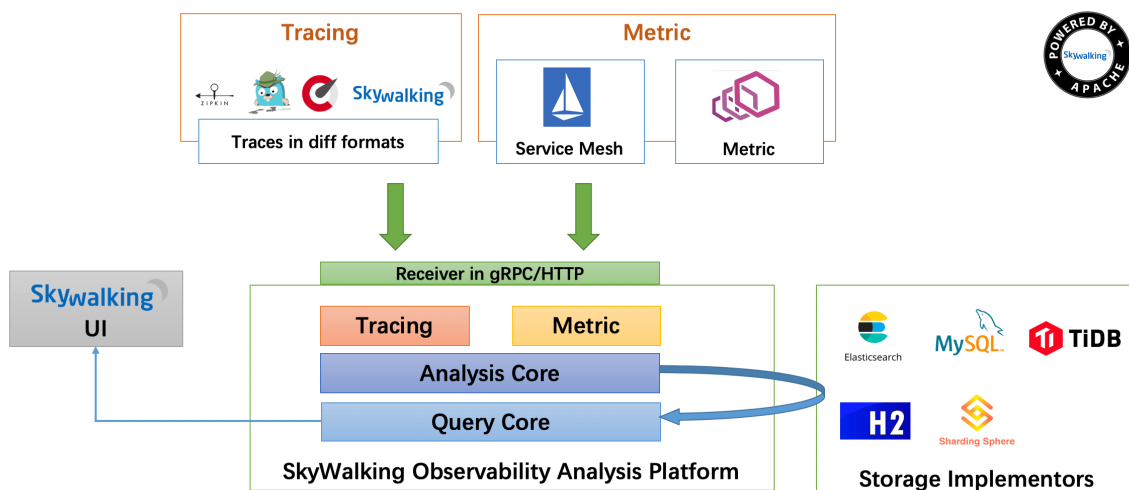 Tracing
Metric
POWERED BY
Skywalking
APACHE
ZIPKIN
Skywalking
Traces in diff formats
Service Mesh
Metric
Receiver in gRPC/HTTP
Skywalking
UI
Tracing
Metric
Analysis Core
Query Core
SkyWalking Observability Analysis Platform
Elasticsearch
MySQL™
TiDB
H2
Sharding Sphere
Storage Implementors